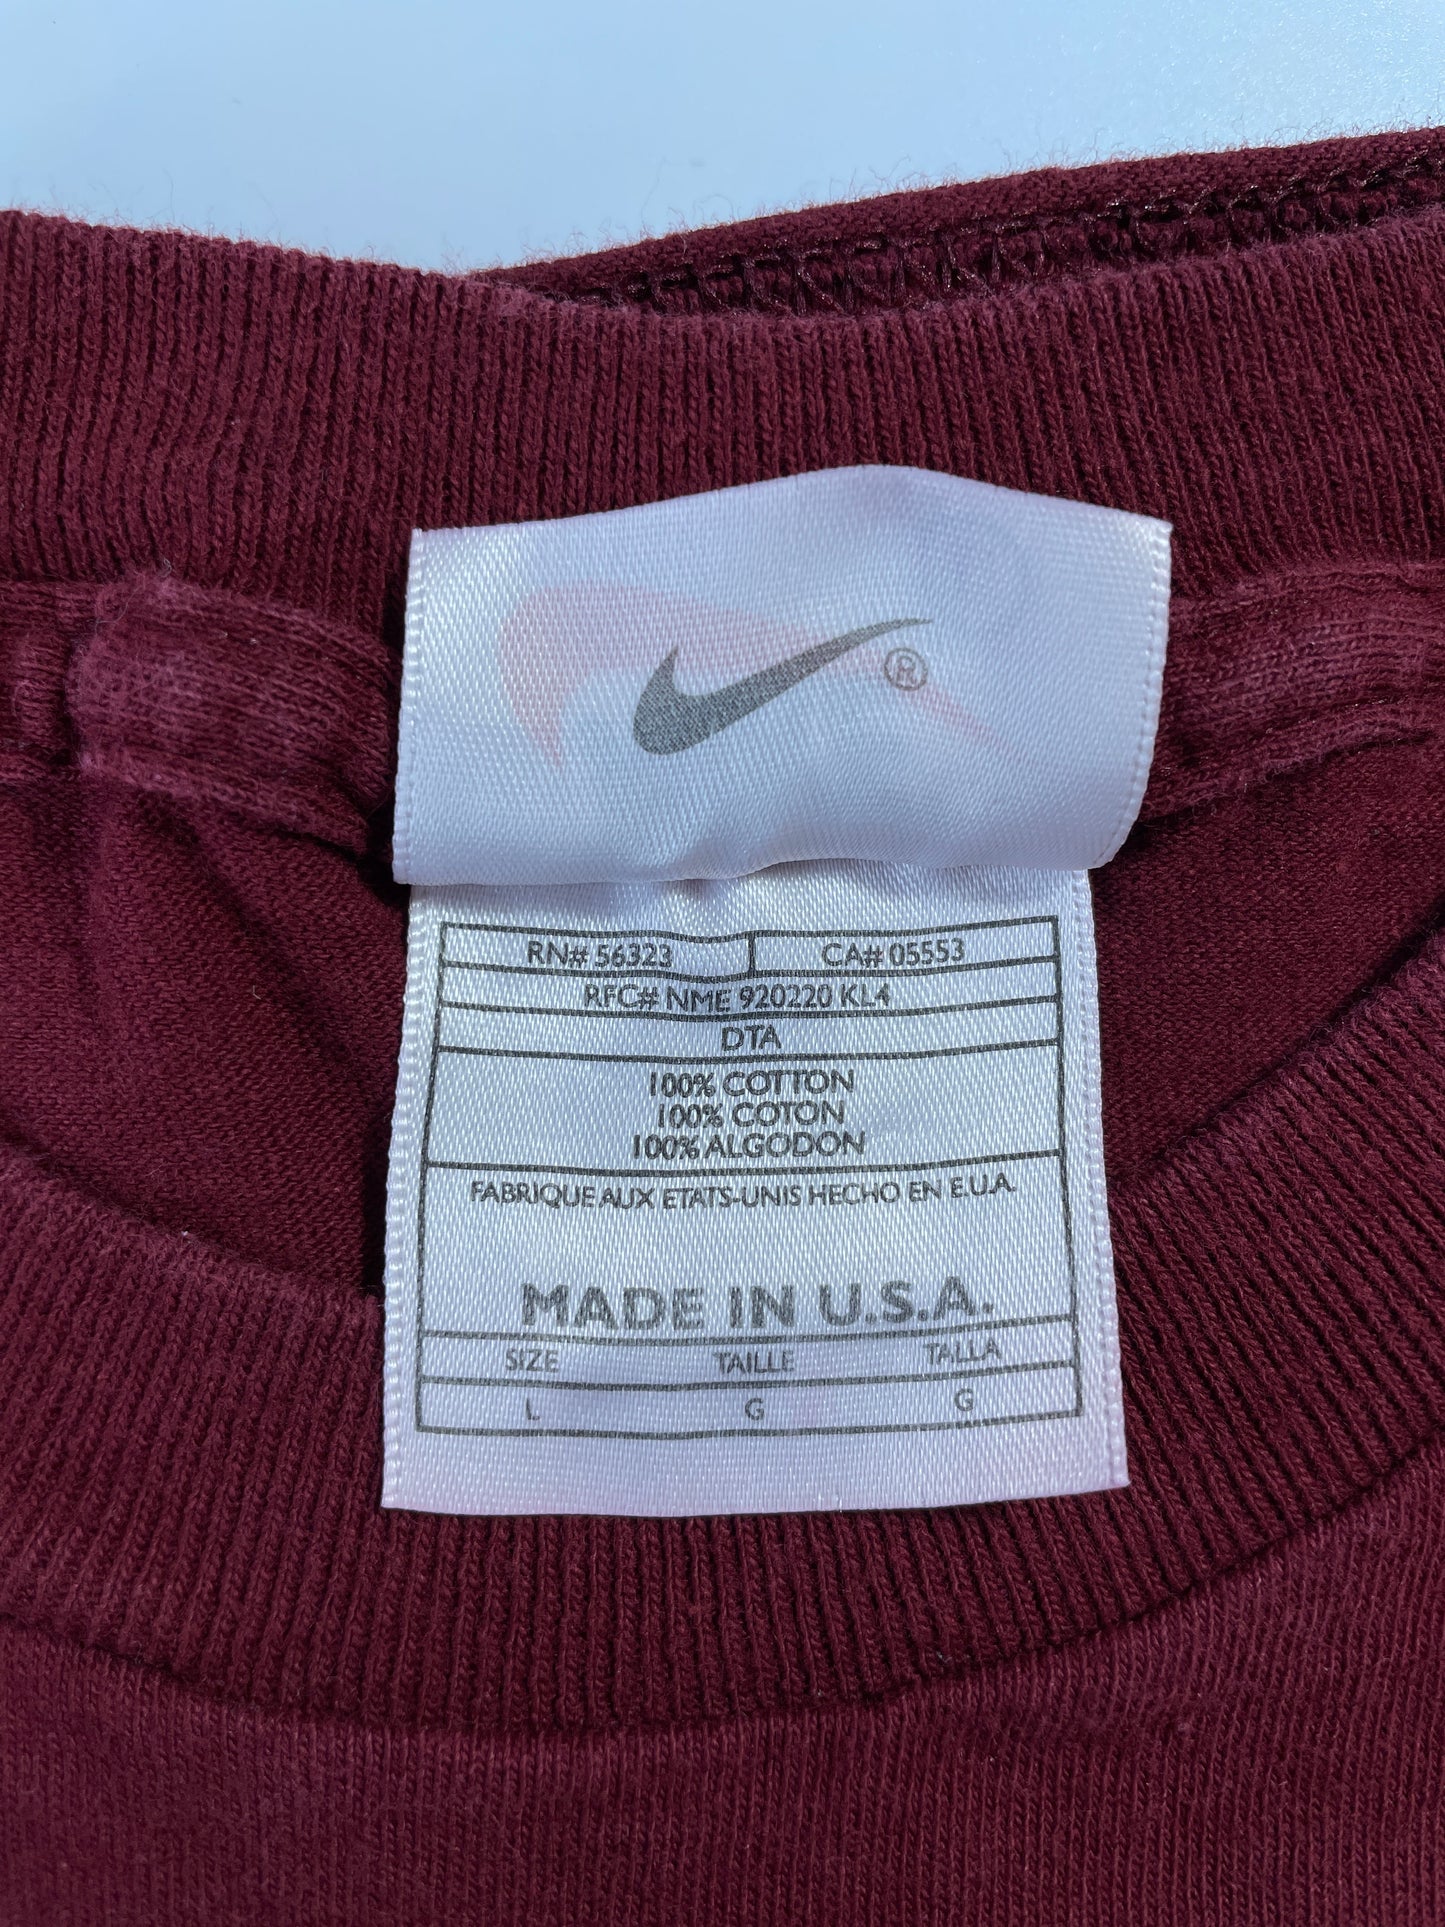 ®
RN# 56323 CA# 05553
RFC# NME 920220 KL4
DTA
100% COTTON
100% COTON
100% ALGODON
FABRIQUE AUX ETATS-UNIS HECHO EN E.U.A.
MADE IN U.S.A.
SIZE TAILLE TALLA
L G G